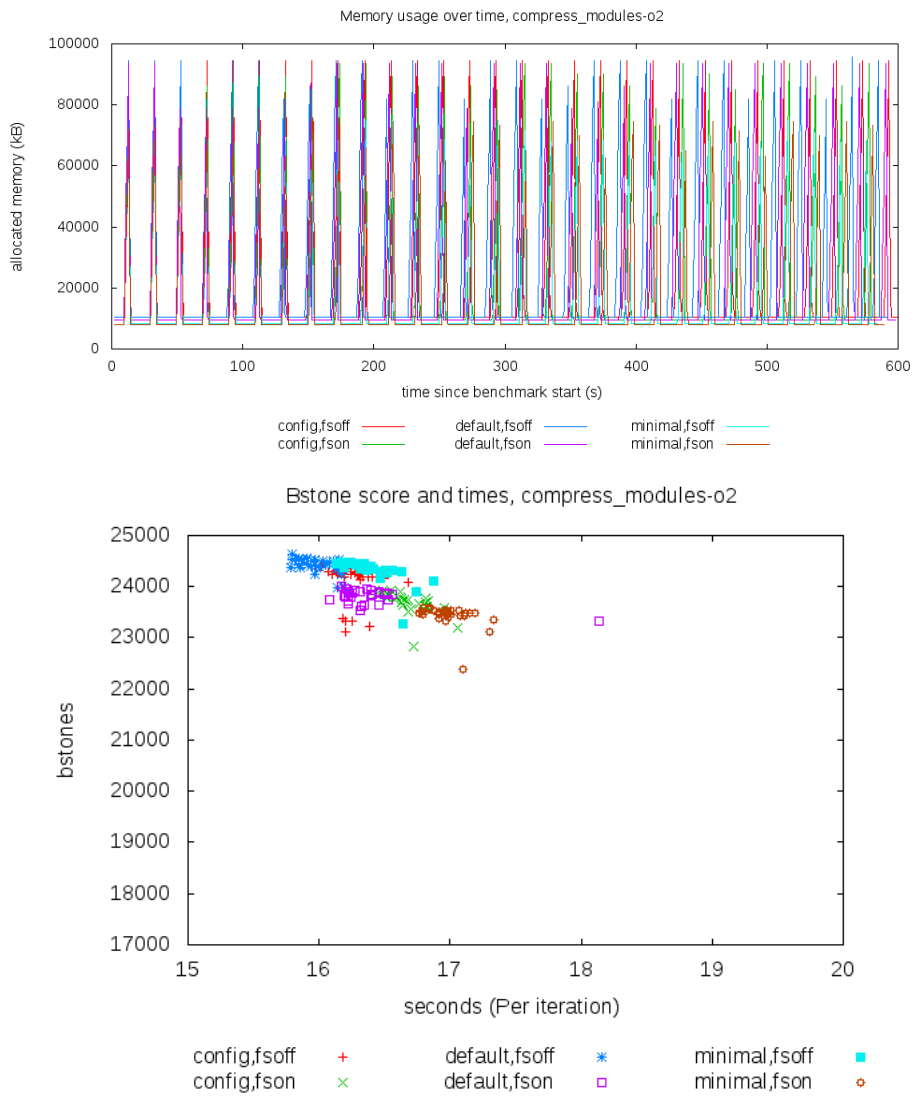 Memory usage over time, compress_modules-o2
100000
80000
60000
40000
20000
0
allocated memory (kB)
0 100 200 300 400 500 600
time since benchmark start (s)
config,fsoff default,fsoff minimal,fsoff
config,fson default,fson minimal,fson
Bstone score and times, compress_modules-o2
25000
24000
23000
22000
21000
20000
19000
18000
17000
bstones
15 16 17 18 19 20
seconds (Per iteration)
config,fsoff default,fsoff minimal,fsoff
config,fson default,fson minimal,fson